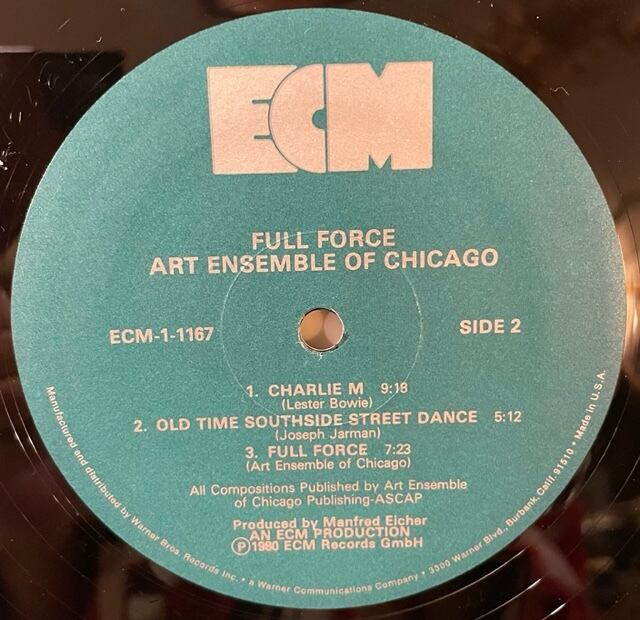 ECM
FULL FORCE
ART ENSEMBLE OF CHICAGO
ECM-1-1167
SIDE 2
1. CHARLIE M 9:18
(Lester Bowie)
2. OLD TIME SOUTHSIDE STREET DANCE 5:12
(Joseph Jarman)
3. FULL FORCE 7:23
(Art Ensemble of Chicago)
All Compositions Published by Art Ensemble
of Chicago Publishing-ASCAP
Produced by Manfred Eicher
AN ECM PRODUCTION
Ⓟ1980 ECM Records GmbH
Manufactured and distributed by Warner Bros. Records Inc. • a Warner Communications Company • 3300 Warner Blvd., Burbank, Calif. 91510 • Made in U.S.A.